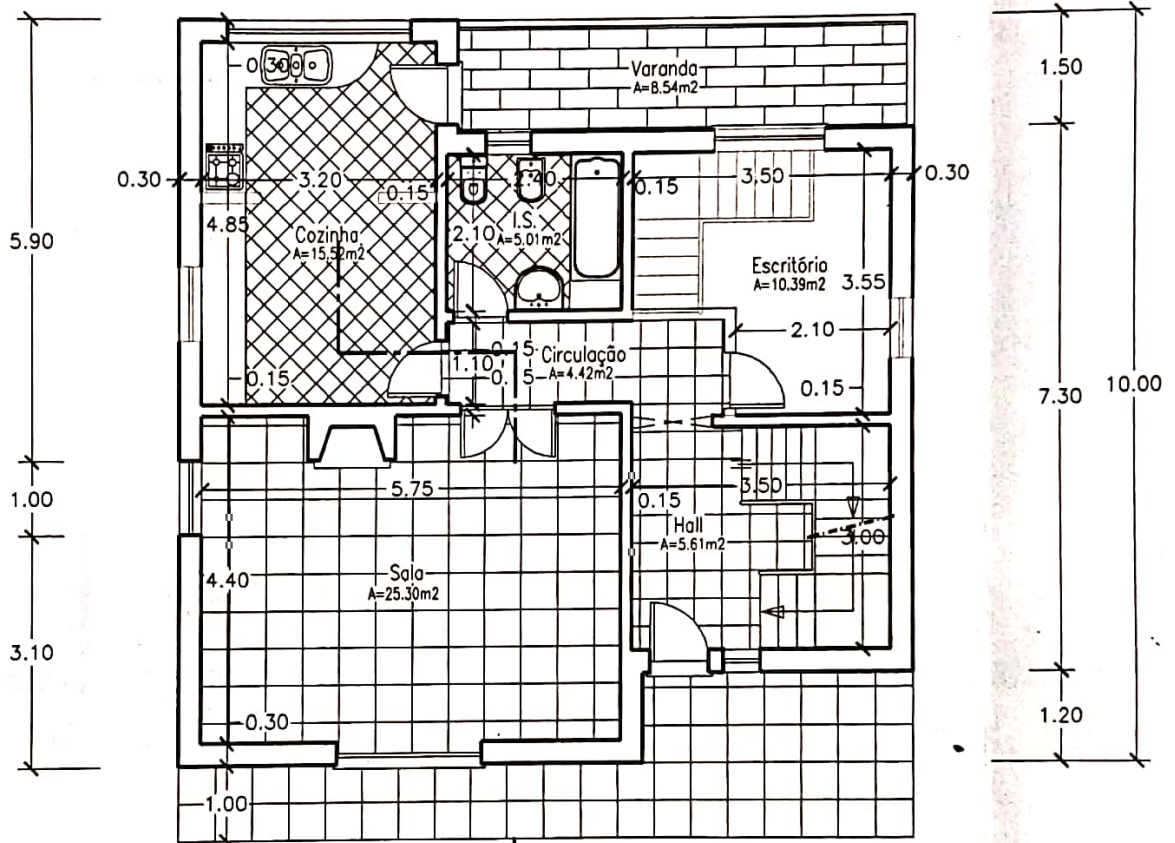 1.50
Varanda
A=8.54m2
0.30
0.30
3.20
0.15
2.40
0.15
3,50
0.30
4.85
5.90
Cozinha
A=15,52m2
2.10
I.S.
A=5.01m2
Escritório
A=10.39m2
3.55
2.10
0.15
Circulação
A=4.42m2
1.10
0.15
0.15
0.15
7.30
10.00
1.00
5.75
0.15
3.50
Hall
A=5.61m2
3.00
4.40
Sala
A=25.30m2
3.10
0.30
1.20
1.00